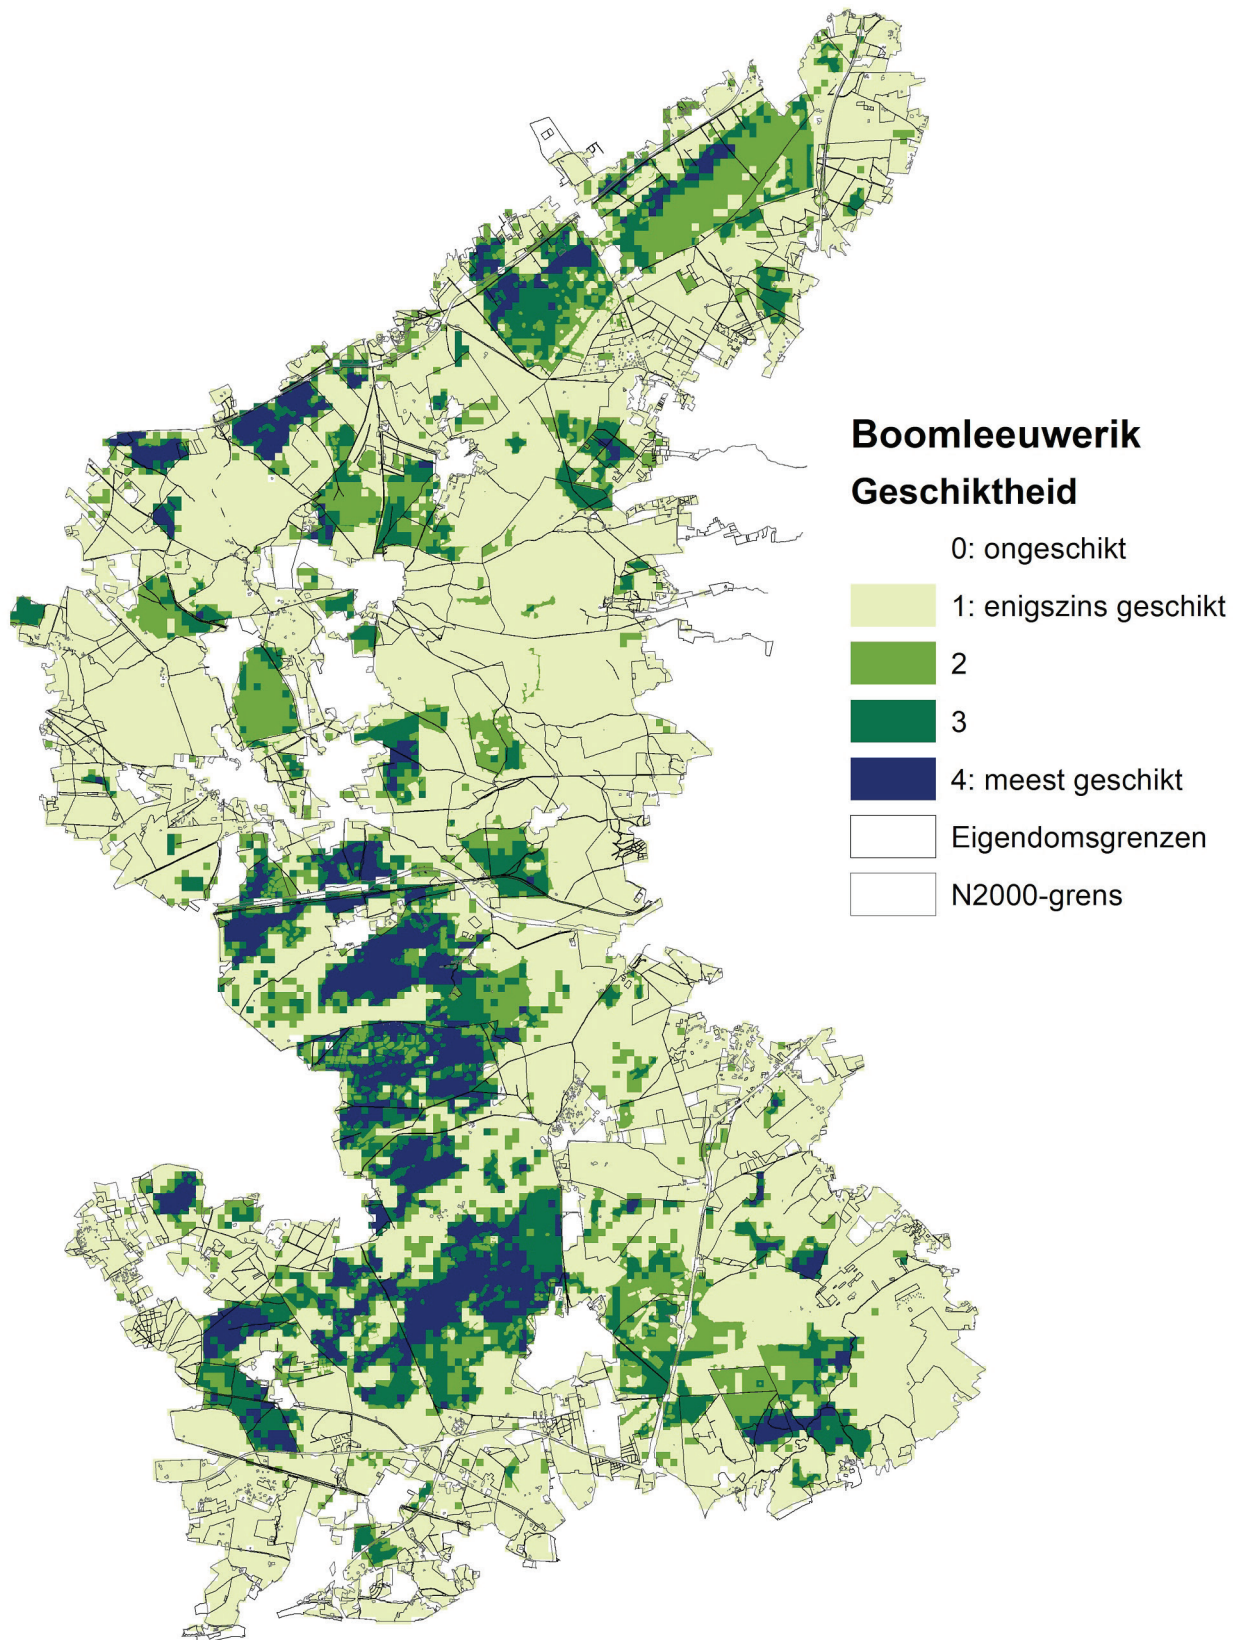 Boomleeuwerik
Geschiktheid
0: ongeschikt
1: enigszins geschikt
2
3
4: meest geschikt
Eigendomsgrenzen
N2000-grens